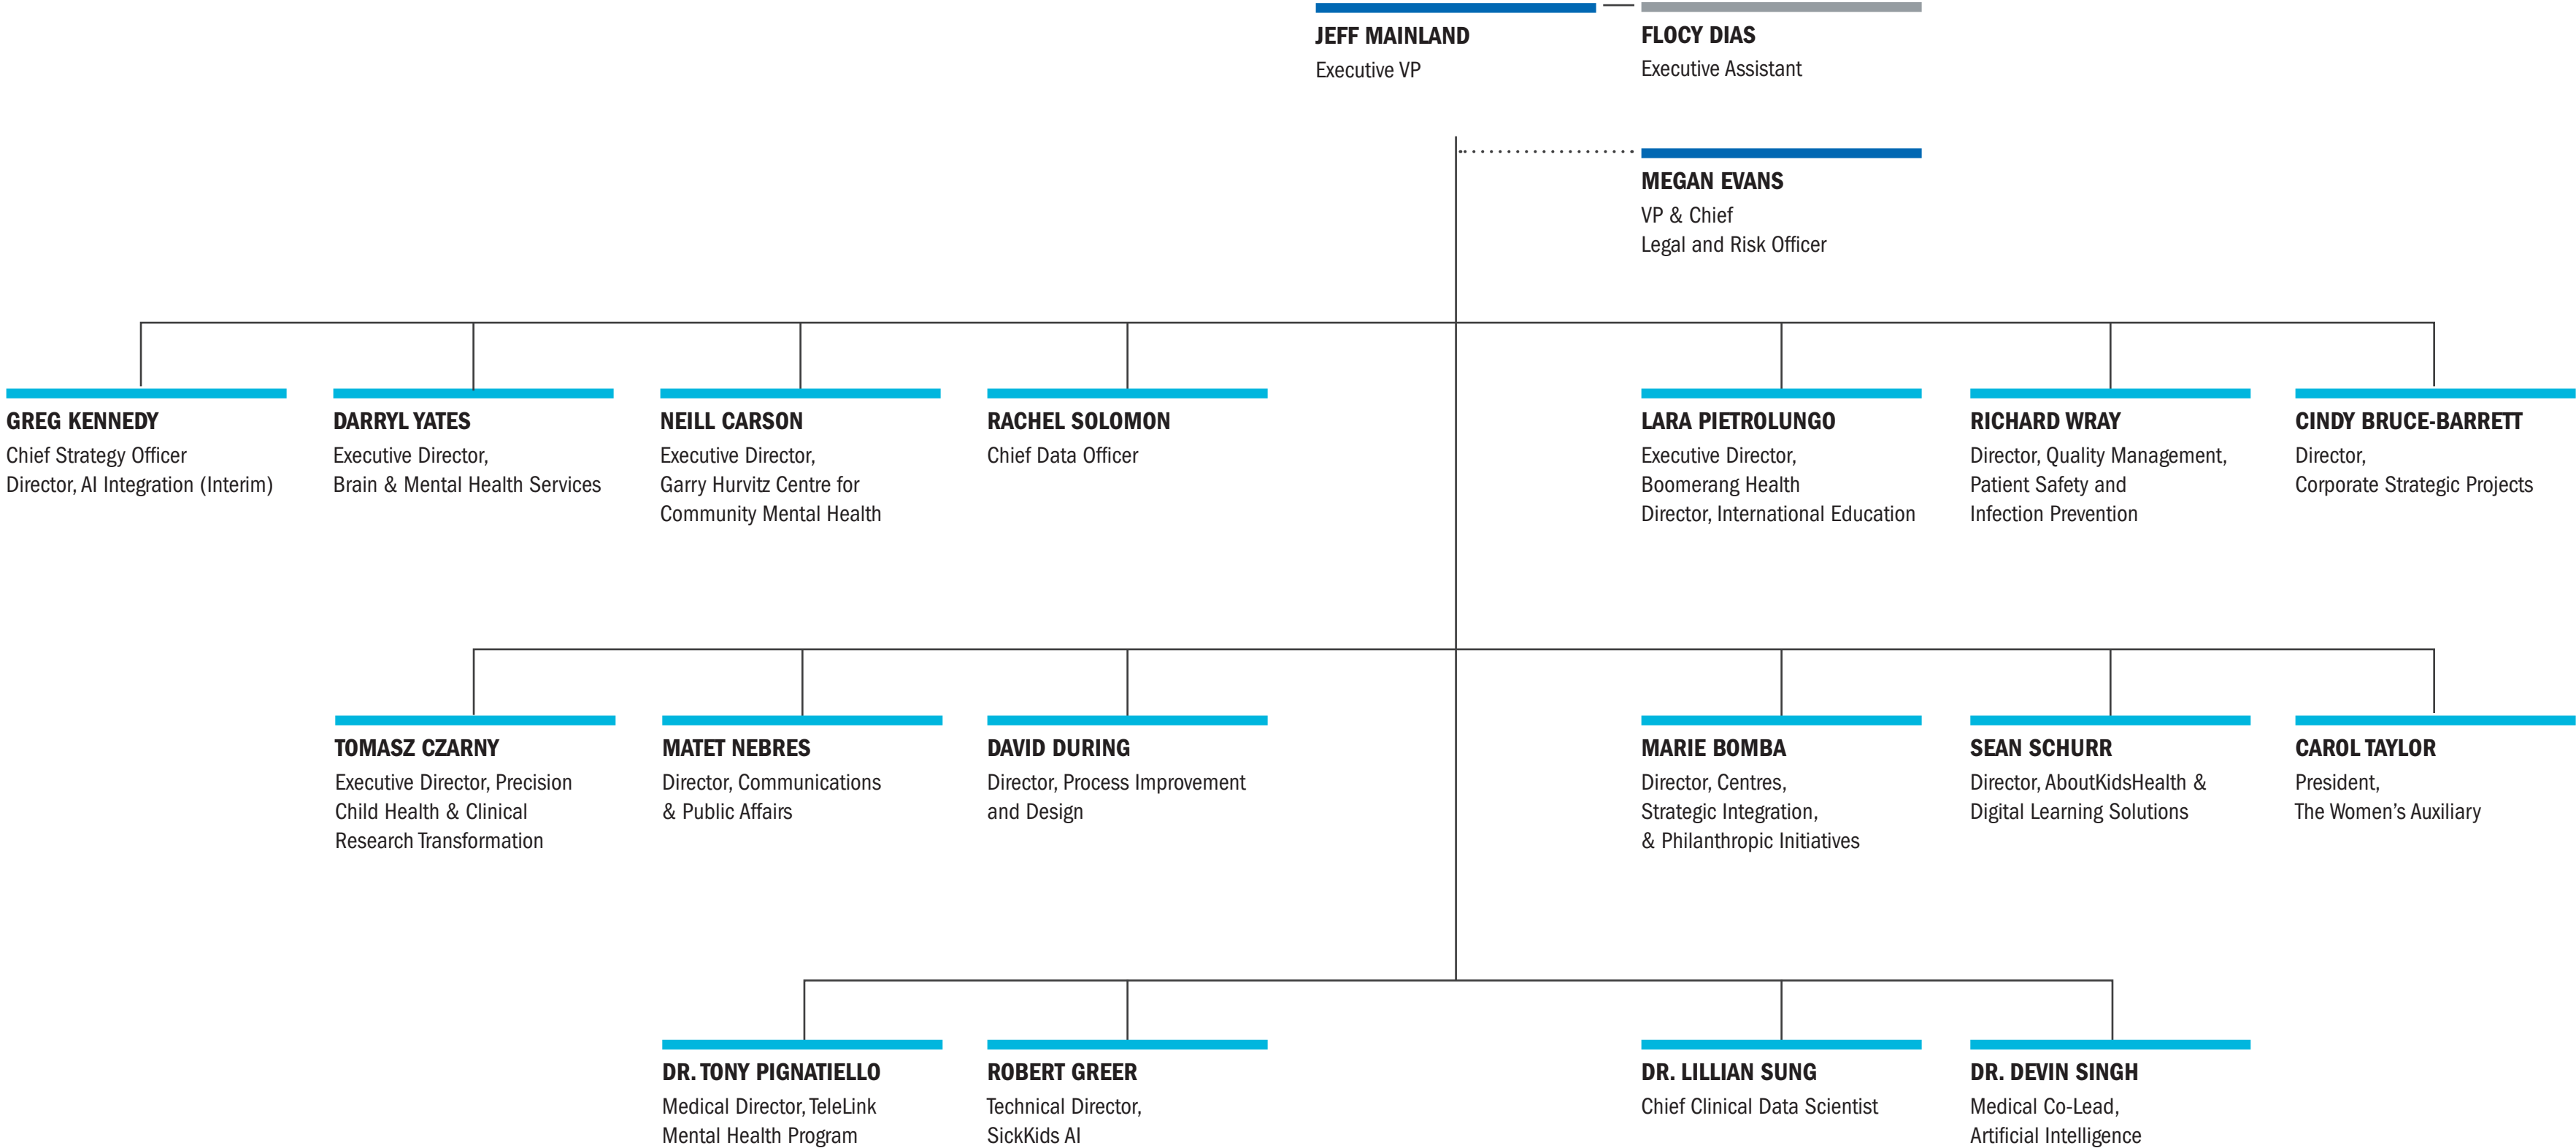 JEFF MAINLAND
Executive VP
FLOCY DIAS
Executive Assistant
MEGAN EVANS
VP & Chief
Legal and Risk Officer
GREG KENNEDY
Chief Strategy Officer
Director, AI Integration (Interim)
DARRYL YATES
Executive Director,
Brain & Mental Health Services
NEILL CARSON
Executive Director,
Garry Hurvitz Centre for
Community Mental Health
RACHEL SOLOMON
Chief Data Officer
LARA PIETROLUNGO
Executive Director,
Boomerang Health
Director, International Education
RICHARD WRAY
Director, Quality Management,
Patient Safety and
Infection Prevention
CINDY BRUCE-BARRETT
Director,
Corporate Strategic Projects
TOMASZ CZARNY
Executive Director, Precision
Child Health & Clinical
Research Transformation
MATET NEBRES
Director, Communications
& Public Affairs
DAVID DURING
Director, Process Improvement
and Design
MARIE BOMBA
Director, Centres,
Strategic Integration,
& Philanthropic Initiatives
SEAN SCHURR
Director, AboutKidsHealth &
Digital Learning Solutions
CAROL TAYLOR
President,
The Women’s Auxiliary
DR. TONY PIGNATIELLO
Medical Director, TeleLink
Mental Health Program
ROBERT GREER
Technical Director,
SickKids AI
DR. LILLIAN SUNG
Chief Clinical Data Scientist
DR. DEVIN SINGH
Medical Co-Lead,
Artificial Intelligence